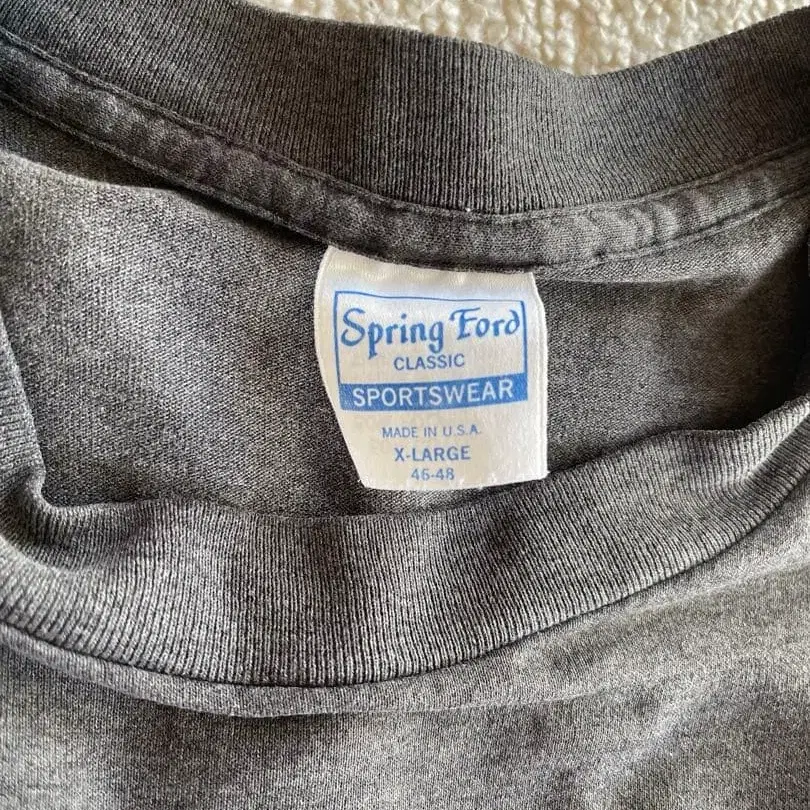 Spring Ford
CLASSIC
SPORTSWEAR
MADE IN U.S.A.
X-LARGE
46-48